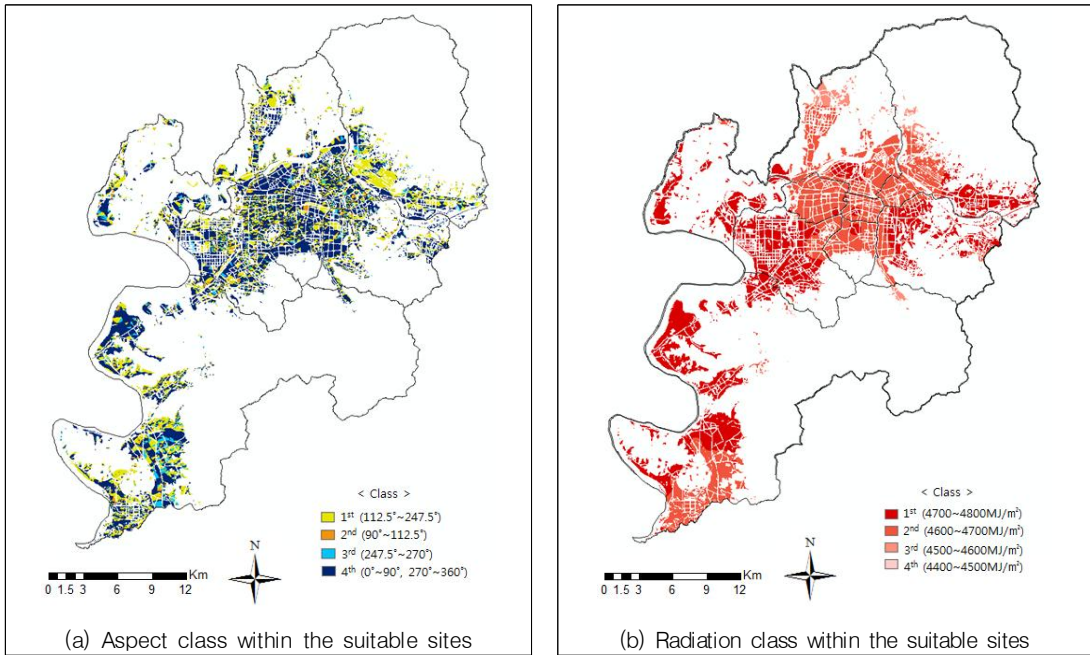 < Class >
1st (112.5°~247.5°)
2nd (90°~112.5°)
3rd (247.5°~270°)
4th (0°~90°, 270°~360°)
N
Km
0 1.5 3 6 9 12
(a) Aspect class within the suitable sites
< Class >
1st (4700~4800MJ/m²)
2nd (4600~4700MJ/m²)
3rd (4500~4600MJ/m²)
4th (4400~4500MJ/m²)
N
Km
0 1.5 3 6 9 12
(b) Radiation class within the suitable sites